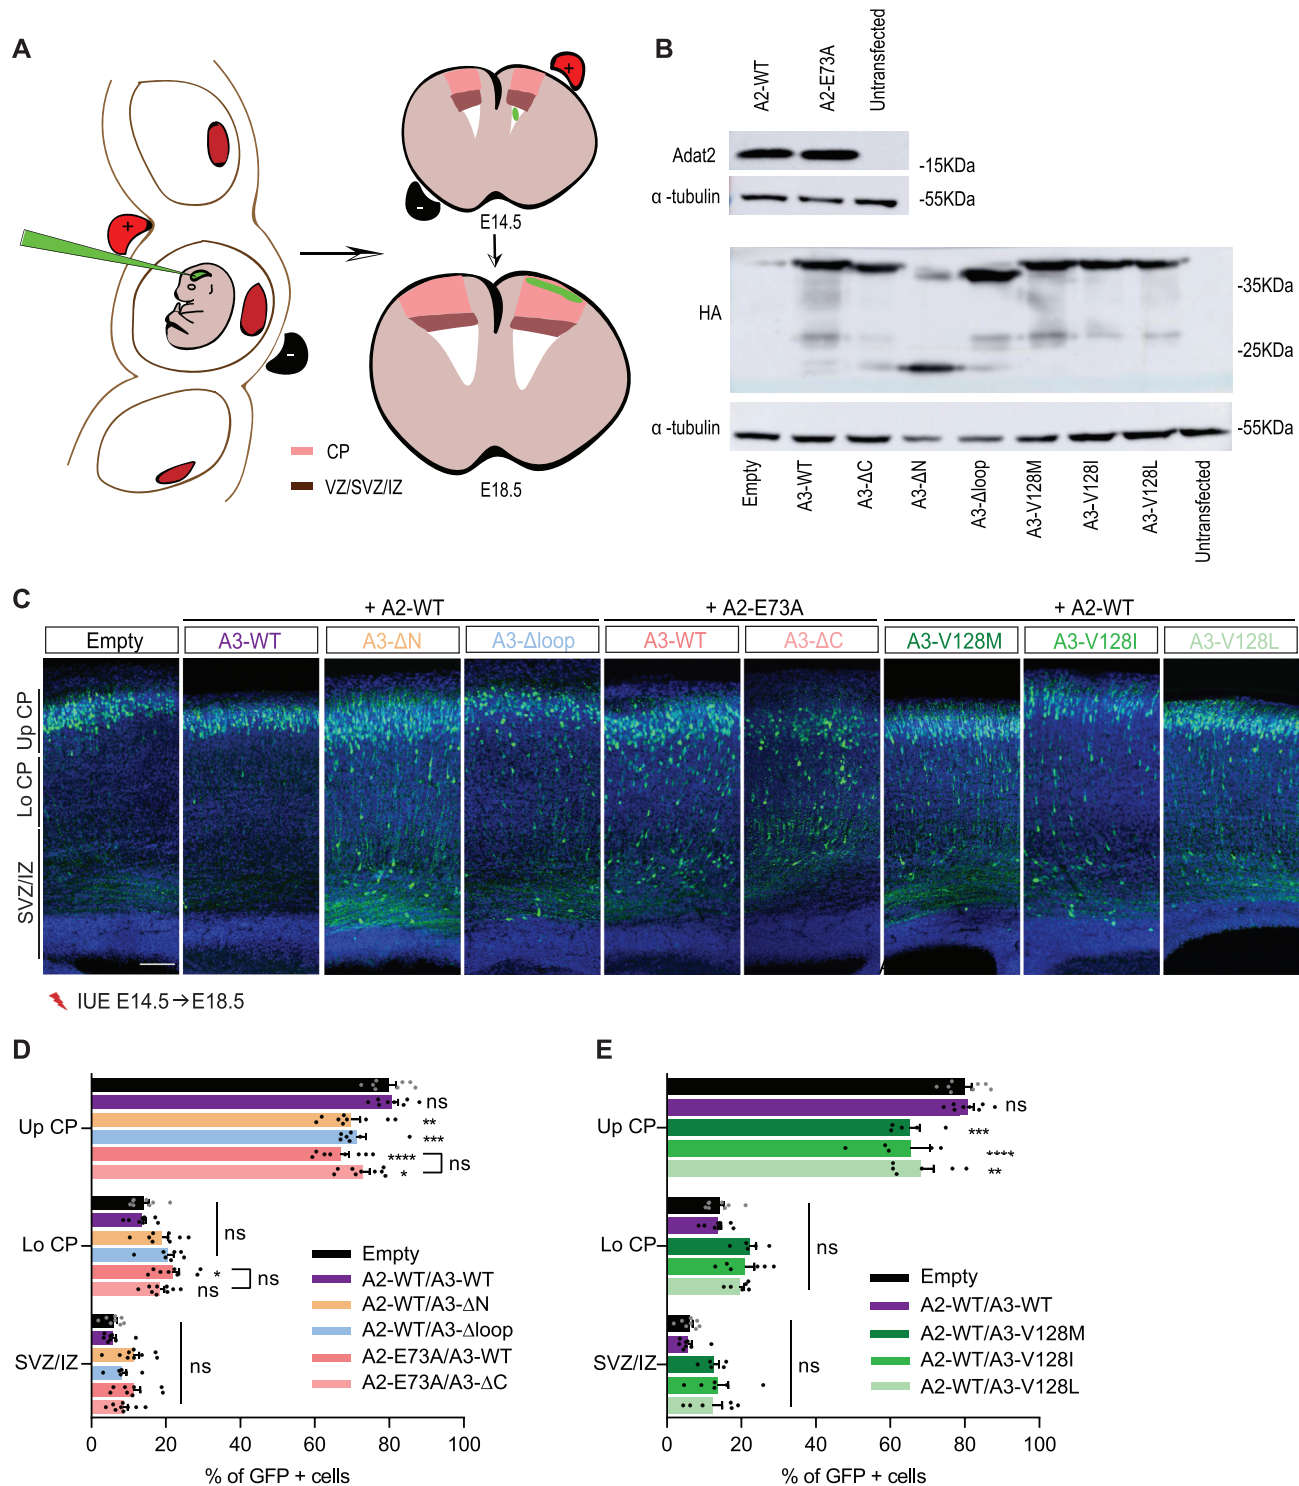 A
+
-
E14.5
+
-
E18.5
CP
VZ/SVZ/IZ
B
A2-WT
A2-E73A
Untransfected
Adat2
-15KDa
α -tubulin
-55KDa
HA
-35KDa
-25KDa
α -tubulin
-55KDa
Empty
A3-WT
A3-ΔC
A3-ΔN
A3-Δloop
A3-V128M
A3-V128I
A3-V128L
Untransfected
C
+ A2-WT
+ A2-E73A
+ A2-WT
Empty
A3-WT
A3-ΔN
A3-Δloop
A3-WT
A3-ΔC
A3-V128M
A3-V128I
A3-V128L
Up CP
Lo CP
SVZ/IZ
IUE E14.5→E18.5
D
Up CP
ns
**
***
****
*
ns
Lo CP
ns
*
ns
ns
SVZ/IZ
ns
Empty
A2-WT/A3-WT
A2-WT/A3-ΔN
A2-WT/A3-Δloop
A2-E73A/A3-WT
A2-E73A/A3-ΔC
0 20 40 60 80 100
% of GFP + cells
E
Up CP
ns
***
****
**
Lo CP
ns
SVZ/IZ
ns
Empty
A2-WT/A3-WT
A2-WT/A3-V128M
A2-WT/A3-V128I
A2-WT/A3-V128L
0 20 40 60 80 100
% of GFP + cells